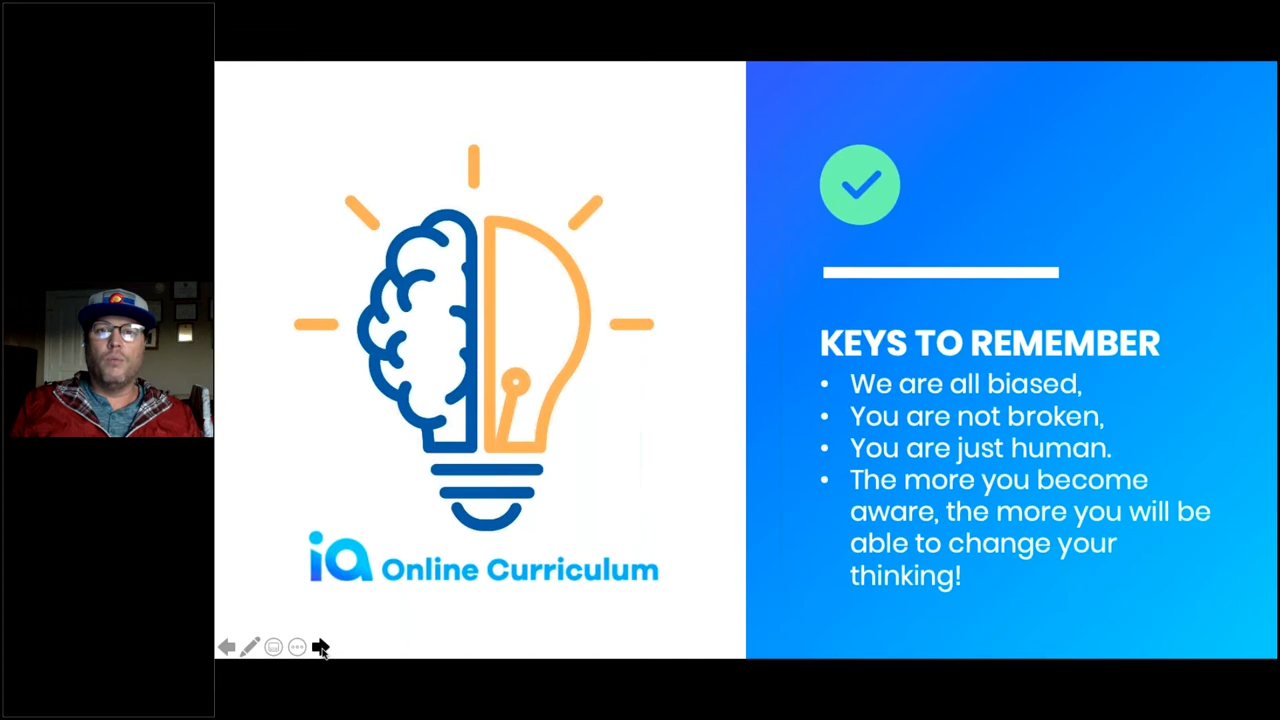 ia Online Curriculum
KEYS TO REMEMBER
• We are all biased,
• You are not broken,
• You are just human.
• The more you become
aware, the more you will be
able to change your
thinking!